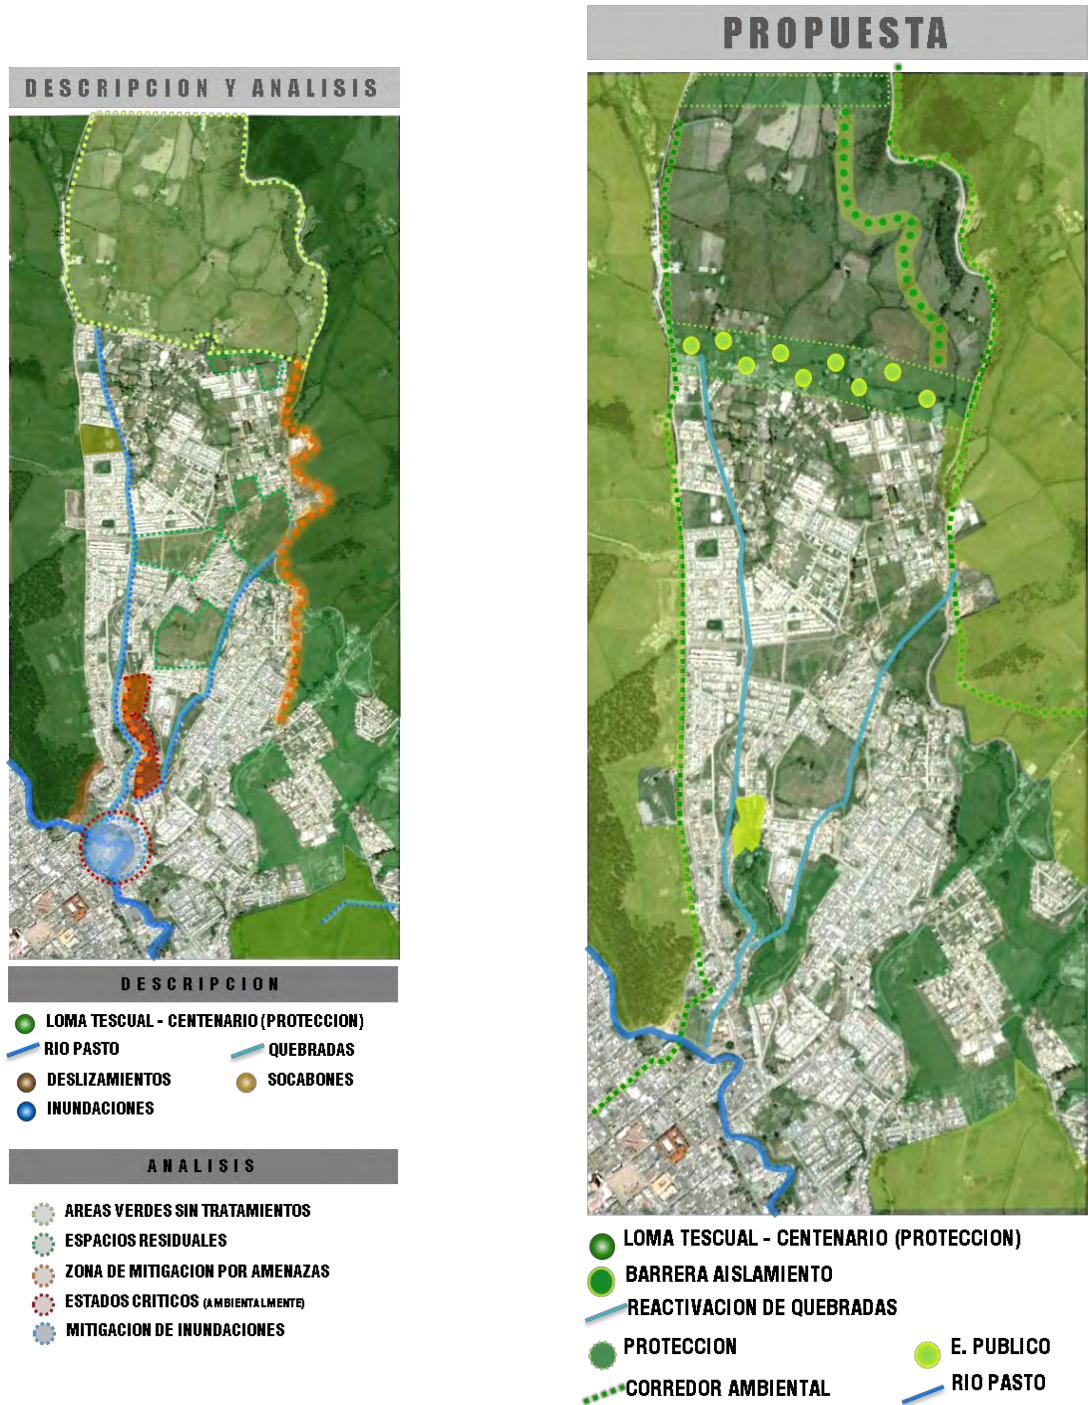 DESCRIPCION Y ANALISIS
DESCRIPCION
LOMA TESCUAL - CENTENARIO (PROTECCION)
RIO PASTO
QUEBRADAS
DESLIZAMIENTOS
SOCABONES
INUNDACIONES
ANALISIS
AREAS VERDES SIN TRATAMIENTOS
ESPACIOS RESIDUALES
ZONA DE MITIGACION POR AMENAZAS
ESTADOS CRITICOS (AMBIENTALMENTE)
MITIGACION DE INUNDACIONES
PROPUESTA
LOMA TESCUAL - CENTENARIO (PROTECCION)
BARRERA AISLAMIENTO
REACTIVACION DE QUEBRADAS
PROTECCION
E. PUBLICO
CORREDOR AMBIENTAL
RIO PASTO